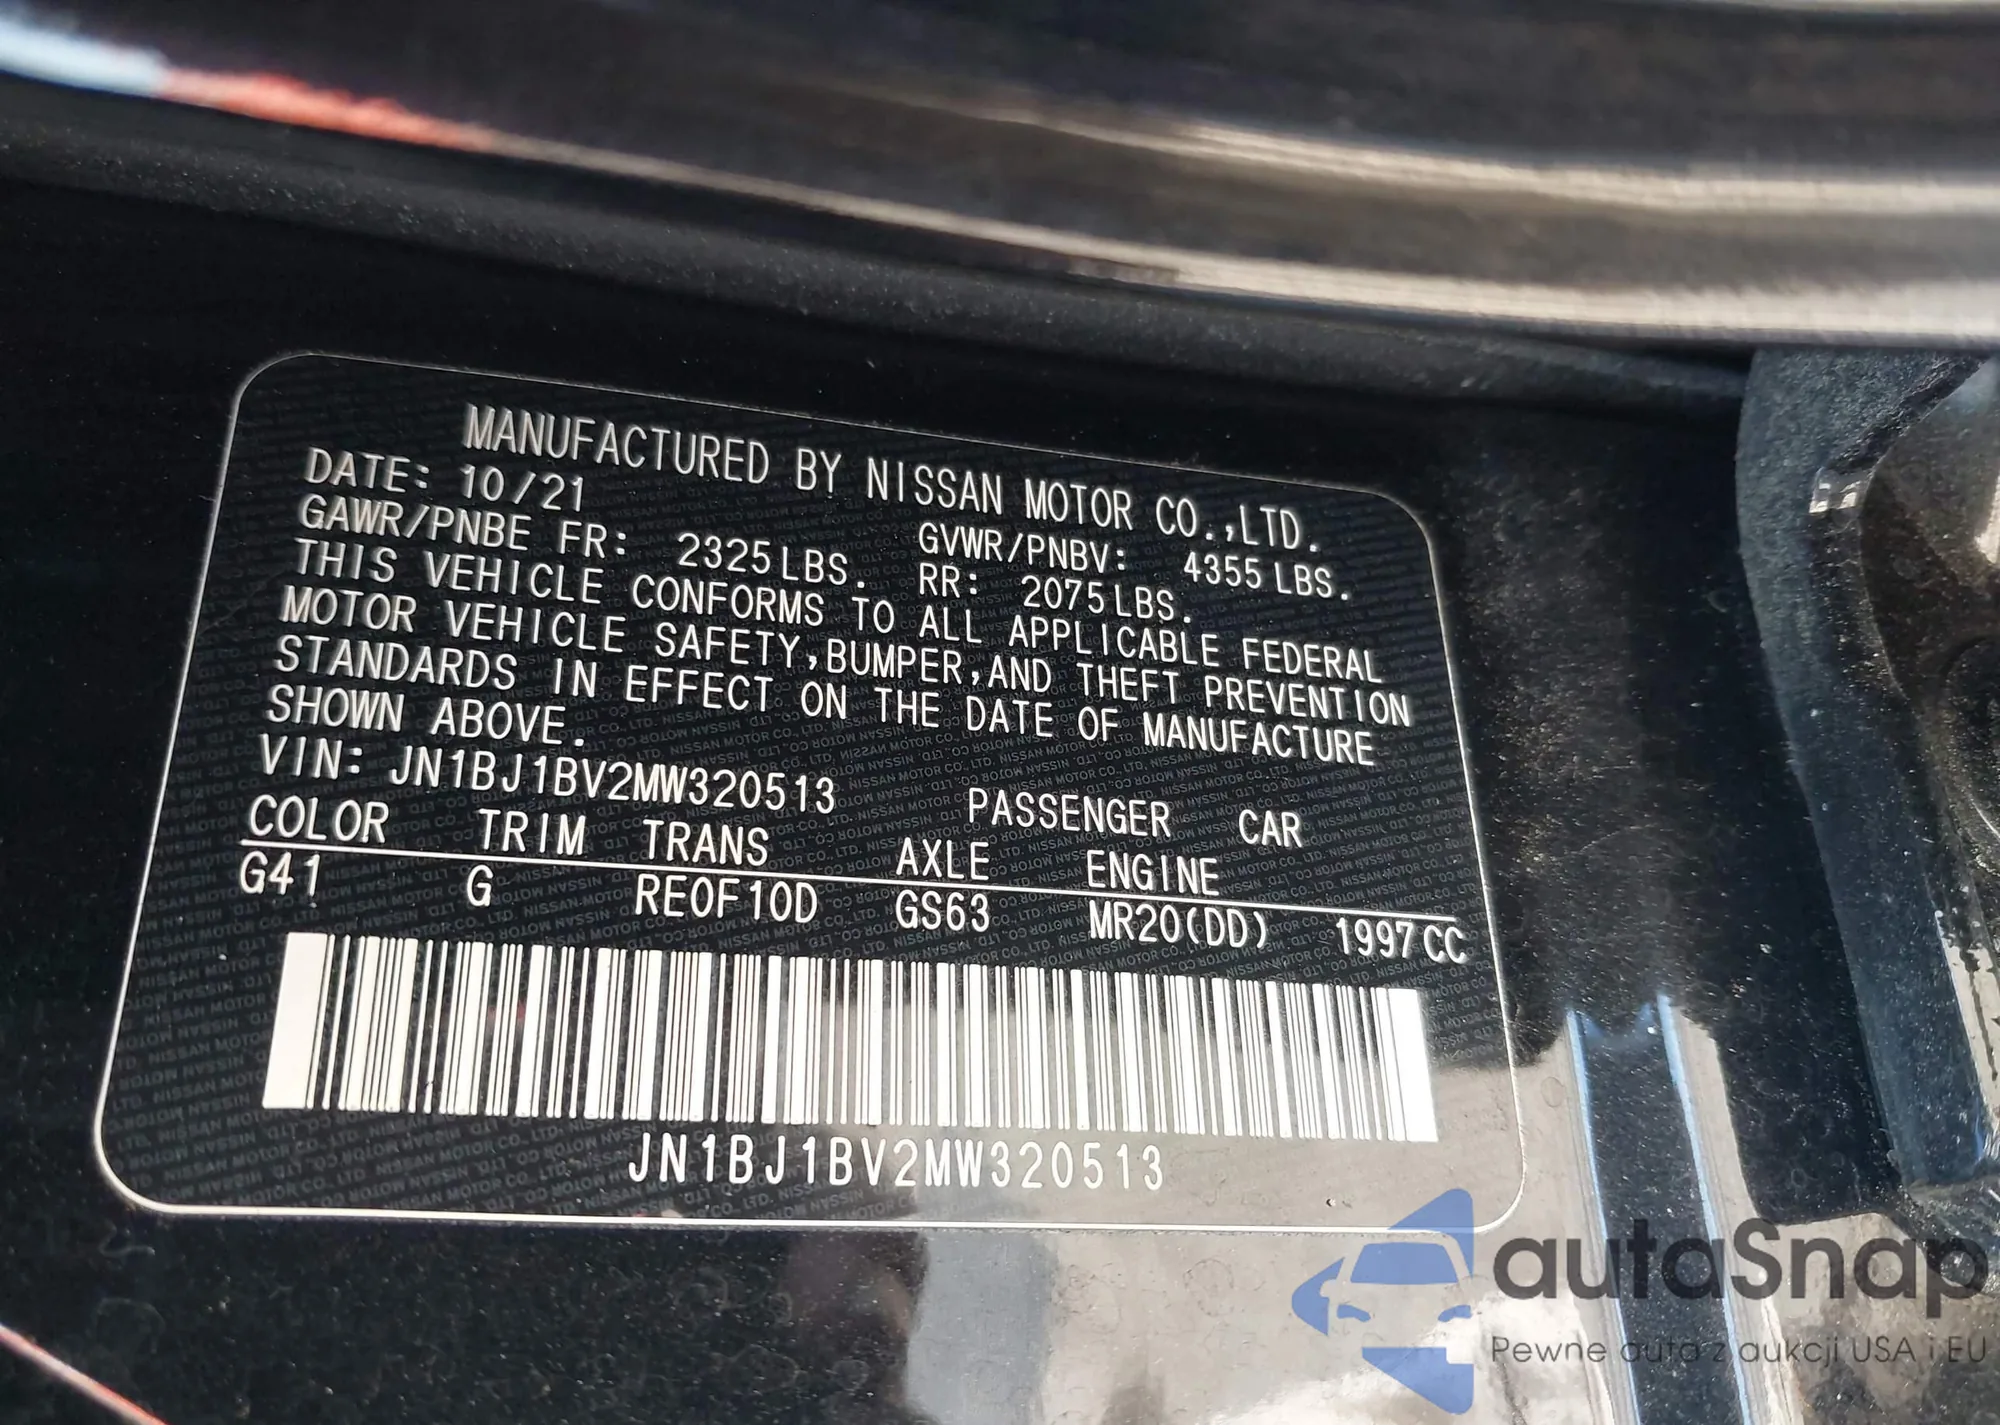 MANUFACTURED BY NISSAN MOTOR CO.,LTD.
DATE: 10/21 GVWR/PNBV: 4355 LBS.
GAWR/PNBE FR: 2325 LBS. RR: 2075 LBS.
THIS VEHICLE CONFORMS TO ALL APPLICABLE FEDERAL
MOTOR VEHICLE SAFETY,BUMPER,AND THEFT PREVENTION
STANDARDS IN EFFECT ON THE DATE OF MANUFACTURE
SHOWN ABOVE.
VIN: JN1BJ1BV2MW320513 PASSENGER CAR
COLOR TRIM TRANS AXLE ENGINE
G41 G RE0F10D GS63 MR20(DD) 1997CC
JN1BJ1BV2MW320513
autaSnap
Pewne auta z aukcji USA i EU